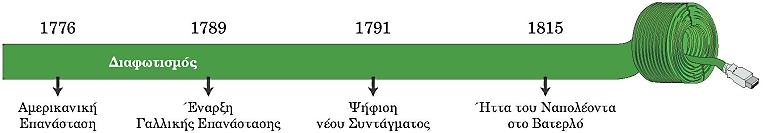 1776 1789 1791 1815
Διαφωτισμός
Αμερικανική
Επανάσταση
Έναρξη
Γαλλικής Επανάστασης
Ψήφιση
νέου Συντάγματος
Ήττα του Ναπολέοντα
στο Βατερλό